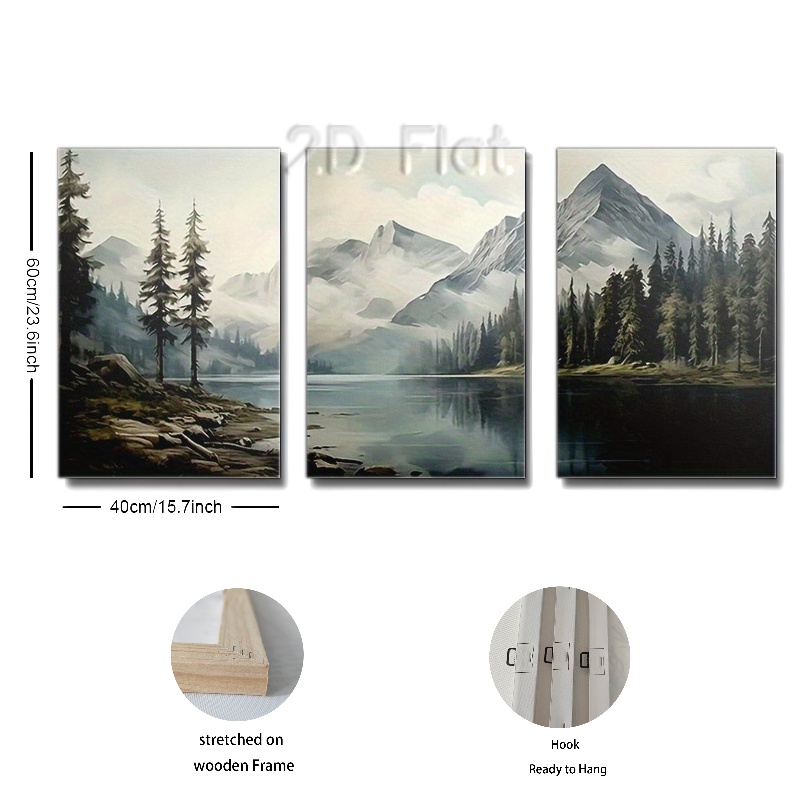 2D Flat
60cm/23.6inch
40cm/15.7inch
stretched on
wooden Frame
Hook
Ready to Hang